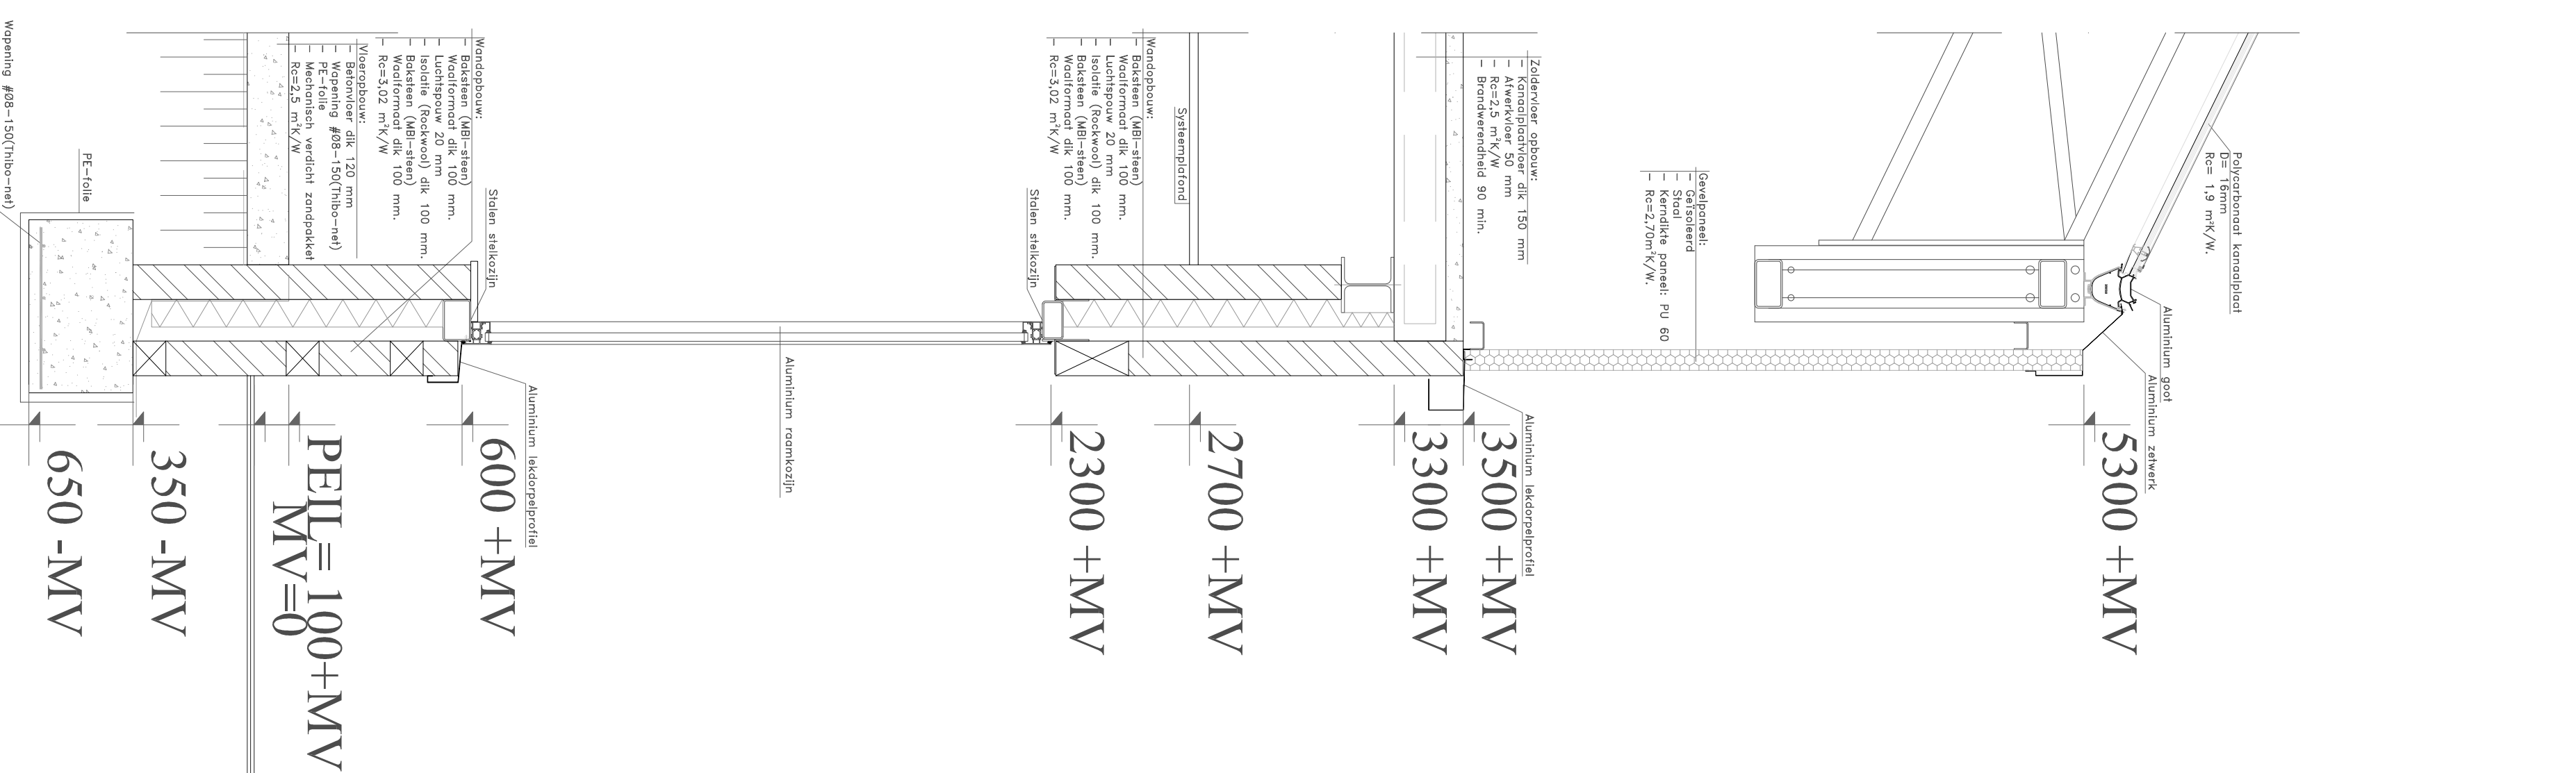 Polycarbonaat kanaalplaat
D= 16mm
Rc= 1,9 m²K/W.
Aluminium goot
Aluminium zetwerk
5300 +MV
Gevelpaneel:
– Geïsoleerd
– Staal
– Kerndikte paneel: PU 60
– Rc=2,70m²K/W.
Zoldervloer opbouw:
– Kanaalplaatvloer dik 150 mm
– Afwerkvloer 50 mm
– Rc=2,5 m²K/W
– Brandwerendheid 90 min.
Aluminium lekdorpelprofiel
3500 +MV
3300 +MV
Systeemplafond
2700 +MV
Wandopbouw:
– Baksteen (MBI-steen)
Waalformaat dik 100 mm.
– Luchtspouw 20 mm
– Isolatie (Rockwool) dik 100 mm.
– Baksteen (MBI-steen)
Waalformaat dik 100 mm.
– Rc=3,02 m²K/W
2300 +MV
Stalen stelkozijn
Aluminium raamkozijn
Aluminium lekdorpelprofiel
Stalen stelkozijn
600 +MV
Wandopbouw:
– Baksteen (MBI-steen)
Waalformaat dik 100 mm.
– Luchtspouw 20 mm
– Isolatie (Rockwool) dik 100 mm.
– Baksteen (MBI-steen)
Waalformaat dik 100 mm.
– Rc=3,02 m²K/W
Vloeropbouw:
– Betonvloer dik 120 mm
– Wapening #Ø8-150(Thibo-net)
– PE-folie
– Mechanisch verdicht zandpakket
– Rc=2,5 m²K/W
PEIL= 100+MV
MV=0
350 -MV
PE-folie
650 -MV
Wapening #Ø8-150(Thibo-net)